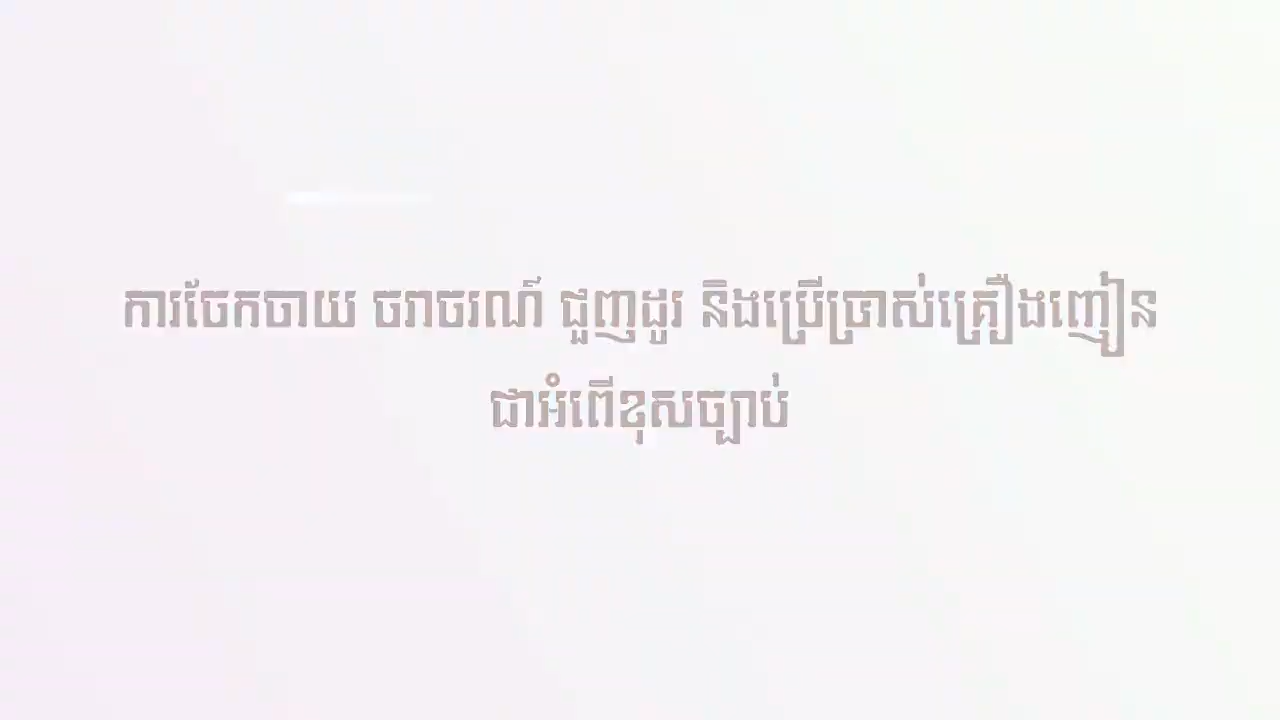 ការចែកចាយ ចរាចរណ៍ ជួញដូរ និងប្រើប្រាស់គ្រឿងញៀន
ជាអំពើខុសច្បាប់